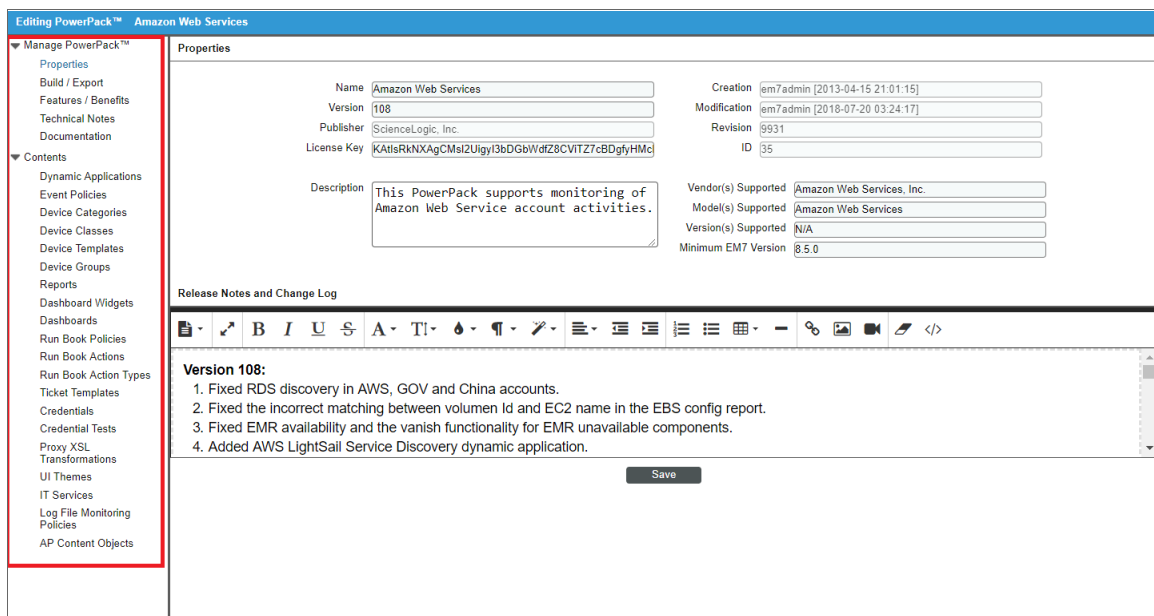 Editing PowerPack™ Amazon Web Services
Manage PowerPack™
Properties
Build / Export
Features / Benefits
Technical Notes
Documentation
Contents
Dynamic Applications
Event Policies
Device Categories
Device Classes
Device Templates
Device Groups
Reports
Dashboard Widgets
Dashboards
Run Book Policies
Run Book Actions
Run Book Action Types
Ticket Templates
Credentials
Credential Tests
Proxy XSL
Transformations
UI Themes
IT Services
Log File Monitoring
Policies
AP Content Objects
Properties
Name Amazon Web Services
Version 108
Publisher ScienceLogic, Inc.
License Key
Description This PowerPack supports monitoring of
Amazon Web Service account activities.
Creation em7admin [2013-04-15 21:01:15]
Modification em7admin [2018-07-20 03:24:17]
Revision 9931
ID 35
Vendor(s) Supported Amazon Web Services, Inc.
Model(s) Supported Amazon Web Services
Version(s) Supported N/A
Minimum EM7 Version 8.5.0
Release Notes and Change Log
B I U S A T!
Version 108:
1. Fixed RDS discovery in AWS, GOV and China accounts.
2. Fixed the incorrect matching between volumen Id and EC2 name in the EBS config report.
3. Fixed EMR availability and the vanish functionality for EMR unavailable components.
4. Added AWS LightSail Service Discovery dynamic application.
Save